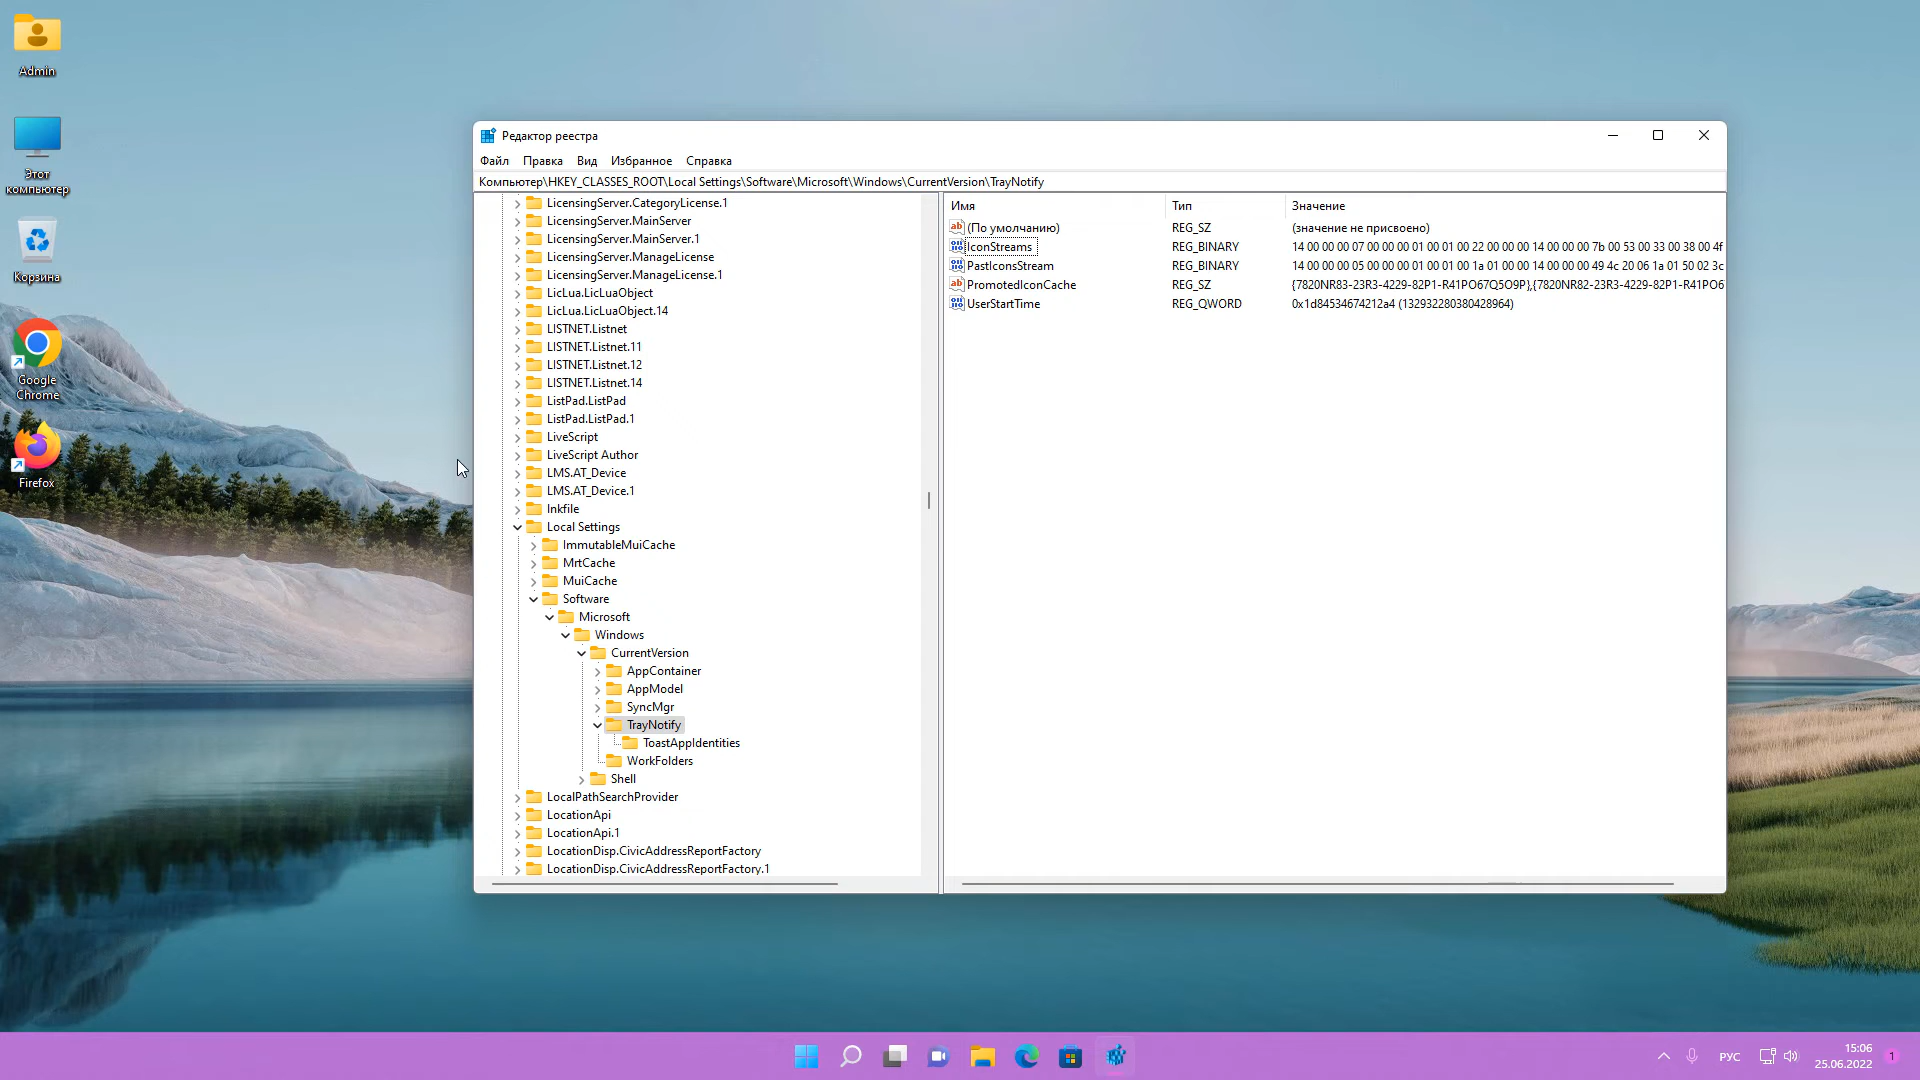 Admin
Этот
компьютер
Корзина
Google
Chrome
Firefox
Редактор реестра
Файл Правка Вид Избранное Справка
Компьютер\HKEY_CLASSES_ROOT\Local Settings\Software\Microsoft\Windows\CurrentVersion\TrayNotify
LicensingServer.CategoryLicense.1
LicensingServer.MainServer
LicensingServer.MainServer.1
LicensingServer.ManageLicense
LicensingServer.ManageLicense.1
LicLua.LicLuaObject
LicLua.LicLuaObject.14
LISTNET.Listnet
LISTNET.Listnet.11
LISTNET.Listnet.12
LISTNET.Listnet.14
ListPad.ListPad
ListPad.ListPad.1
LiveScript
LiveScript Author
LMS.AT_Device
LMS.AT_Device.1
lnkfile
Local Settings
ImmutableMuiCache
MrtCache
MuiCache
Software
Microsoft
Windows
CurrentVersion
AppContainer
AppModel
SyncMgr
TrayNotify
ToastAppIdentities
WorkFolders
Shell
LocalPathSearchProvider
LocationApi
LocationApi.1
LocationDisp.CivicAddressReportFactory
LocationDisp.CivicAddressReportFactory.1
Имя Тип Значение
(По умолчанию) REG_SZ (значение не присвоено)
IconStreams REG_BINARY 14 00 00 00 07 00 00 00 01 00 01 00 22 00 00 00 14 00 00 00 7b 00 53 00 33 00 38 00 4f
PastIconsStream REG_BINARY 14 00 00 00 05 00 00 00 01 00 01 00 1a 01 00 00 14 00 00 00 49 4c 20 06 1a 01 50 02 3c
PromotedIconCache REG_SZ {7820NR83-23R3-4229-82P1-R41PO67Q5O9P},{7820NR82-23R3-4229-82P1-R41PO6
UserStartTime REG_QWORD 0x1d84534674212a4 (132932280380428964)
РУС
15:06
25.06.2022
1